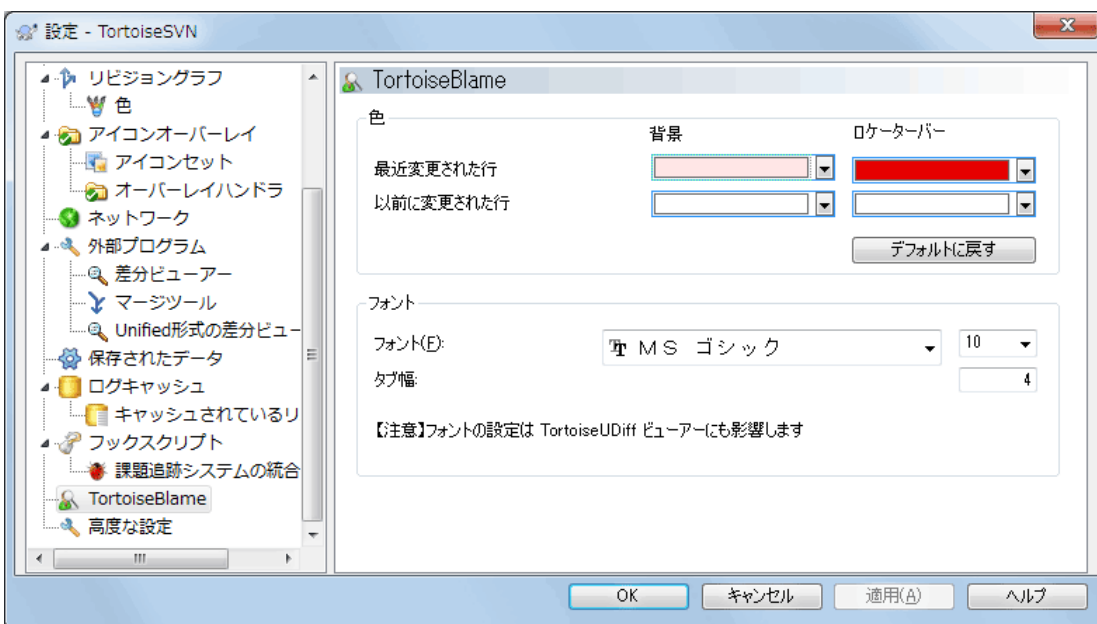 設定 - TortoiseSVN
リビジョングラフ
色
アイコンオーバーレイ
アイコンセット
オーバーレイハンドラ
ネットワーク
外部プログラム
差分ビューアー
マージツール
Unified形式の差分ビュー
保存されたデータ
ログキャッシュ
キャッシュされているリ
フックスクリプト
課題追跡システムの統合
TortoiseBlame
高度な設定
TortoiseBlame
色
背景 ロケーターバー
最近変更された行
以前に変更された行
デフォルトに戻す
フォント
フォント(F): MS ゴシック 10
タブ幅: 4
【注意】フォントの設定は TortoiseUDiff ビューアーにも影響します
OK キャンセル 適用(A) ヘルプ